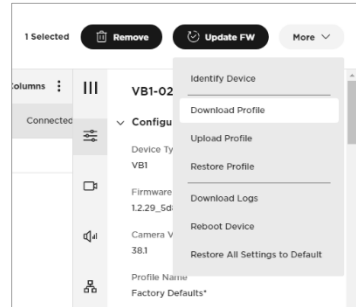 1 Selected
Remove
Update FW
More
Columns
Connected
VB1-02
Configu
Device Ty
VB1
Firmware
1.2.29_5d
Camera V
38.1
Profile Name
Factory Defaults*
Identify Device
Download Profile
Upload Profile
Restore Profile
Download Logs
Reboot Device
Restore All Settings to Default